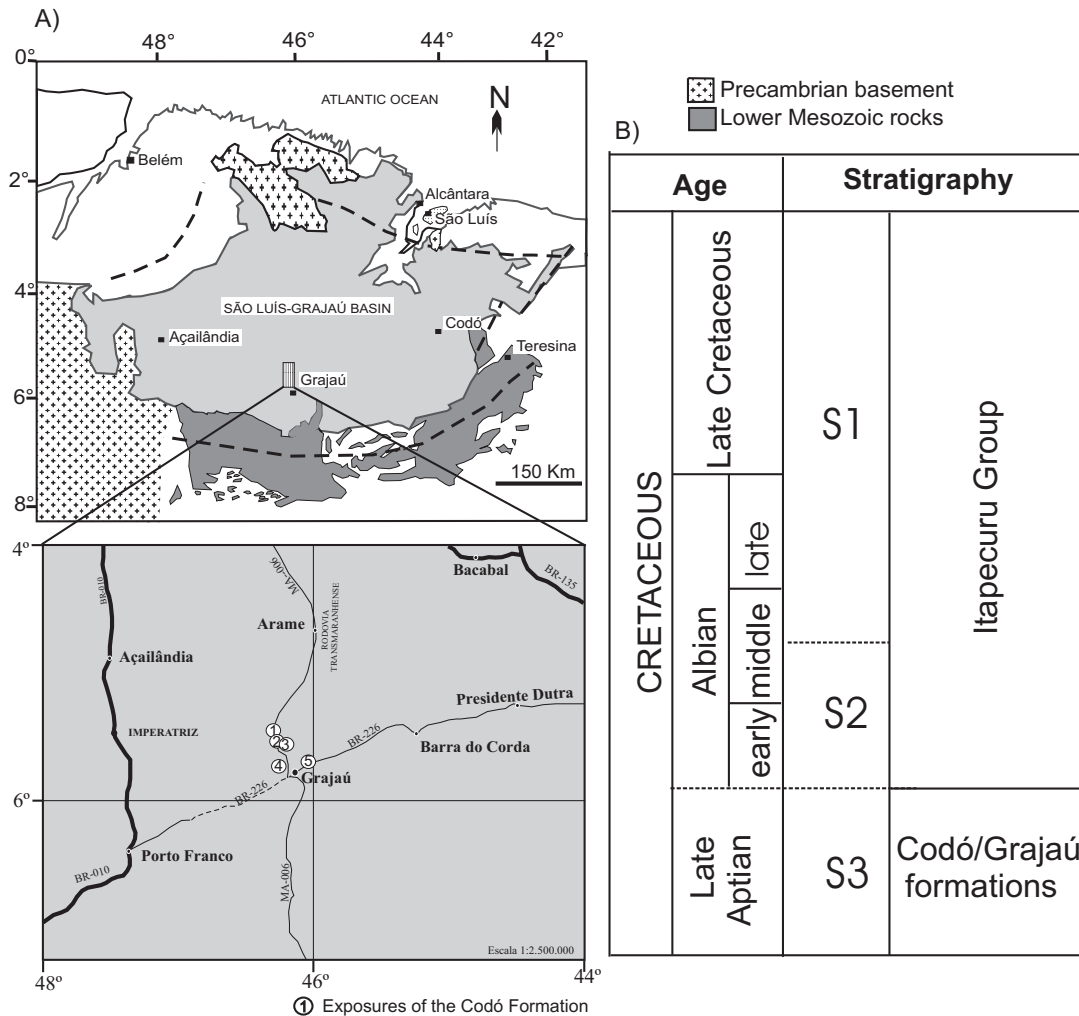 A)
48° 46° 44° 42°
0°
2°
4°
6°
8°
ATLANTIC OCEAN
N
Belém
Alcântara
São Luís
SÃO LUÍS-GRAJAÚ BASIN
Açailândia
Codó
Teresina
Grajaú
150 Km
4°
6°
48°
46°
44°
BR-010
MA-006
RODOVIA
TRANSMARANHENSE
Bacabal
BR-135
Arame
Açailândia
Presidente Dutra
IMPERATRIZ
1
2
3
BR-226
Barra do Corda
4
5
Grajaú
BR-226
Porto Franco
BR-010
MA-006
Escala 1:2.500.000
1 Exposures of the Codó Formation
Precambrian basement
Lower Mesozoic rocks
B)
Age
Stratigraphy
CRETACEOUS
Late Cretaceous
Albian
late
middle
early
Late
Aptian
S1
S2
S3
Itapecuru Group
Codó/Grajaú
formations